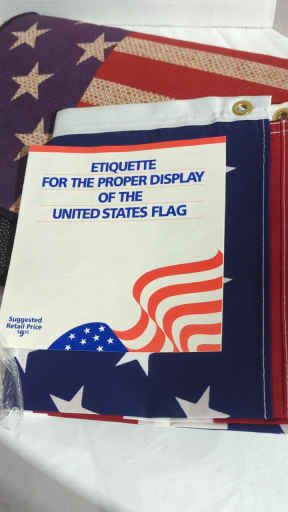 ETIQUETTE
FOR THE PROPER DISPLAY
OF THE
UNITED STATES FLAG
Suggested
Retail Price